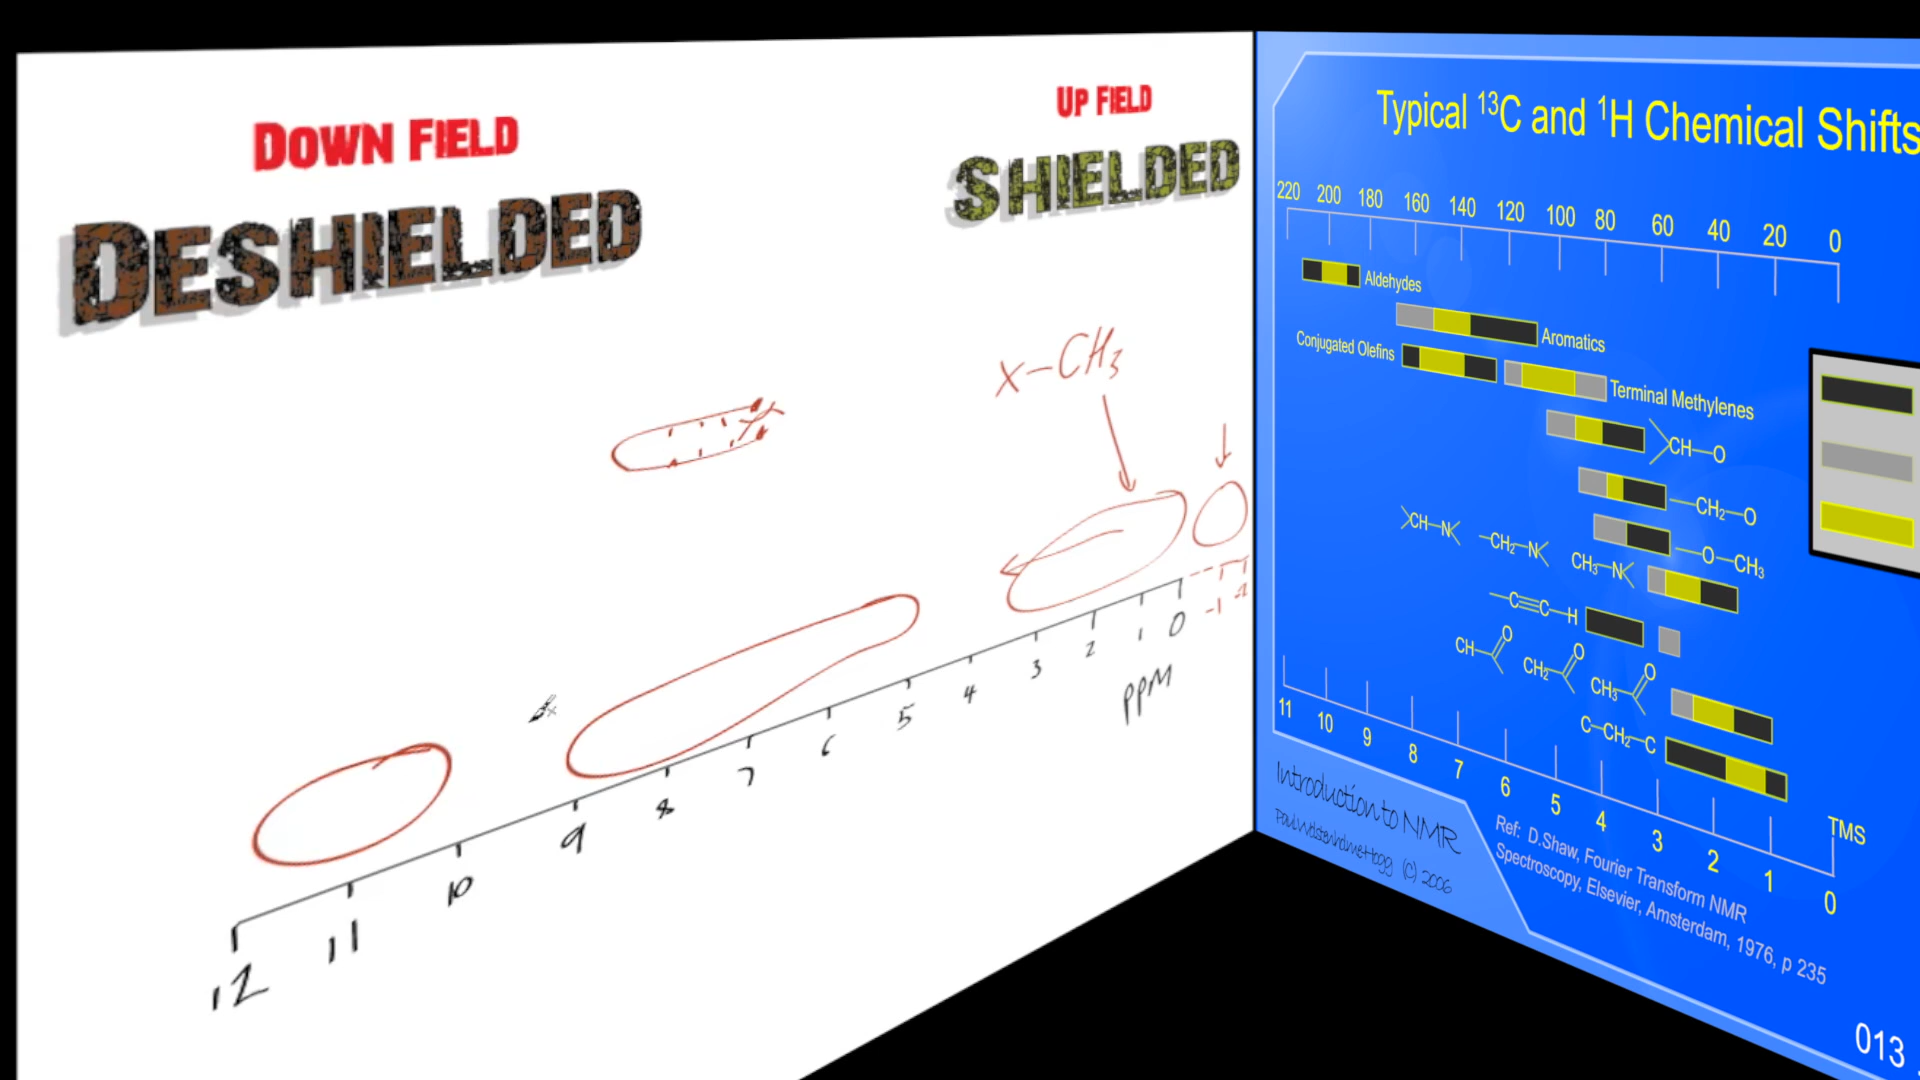 DOWN FIELD
DESHIELDED
UP FIELD
SHIELDED
X-CH3
12
11
10
9
8
7
6
5
4
3
2
1
0
-1
-2
PPM
Typical 13C and 1H Chemical Shifts
220 200 180 160 140 120 100 80 60 40 20 0
Aldehydes
Aromatics
Conjugated Olefins
Terminal Methylenes
CH—O
—CH2—O
—O—CH3
CH—N
—CH2—N
CH3—N
—C≡C—H
CH O
CH2 O
CH3 O
C—CH2—C
11 10 9 8 7 6 5 4 3 2 1 0
TMS
Introduction to NMR
(C) 2006
Ref: D.Shaw, Fourier Transform NMR
Spectroscopy, Elsevier, Amsterdam, 1976, p 235
013